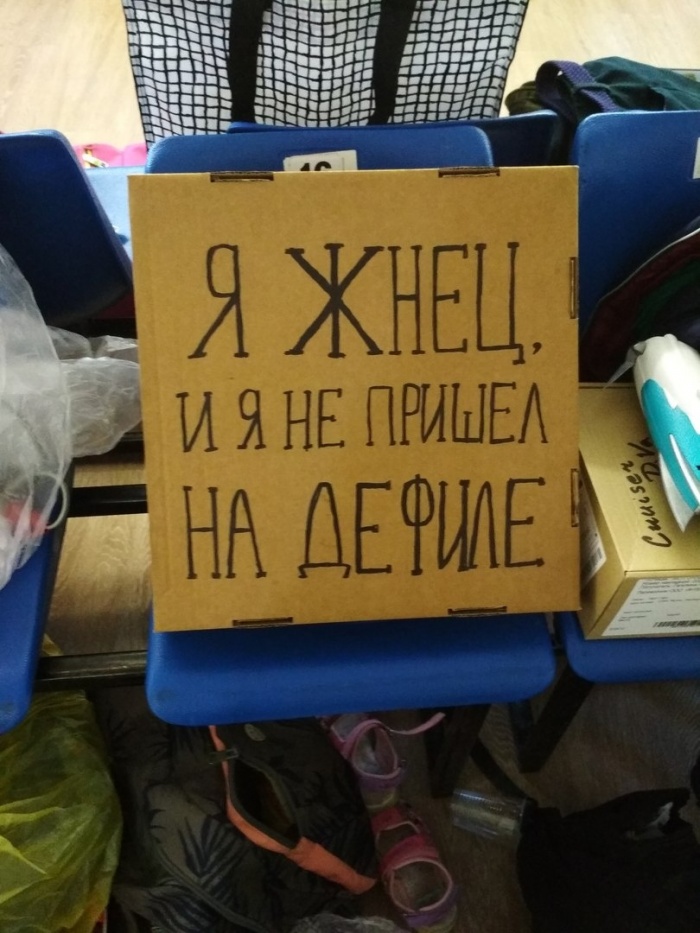 Я ЖНЕЦ,
И Я НЕ ПРИШЕЛ
НА ДЕФИЛЕ